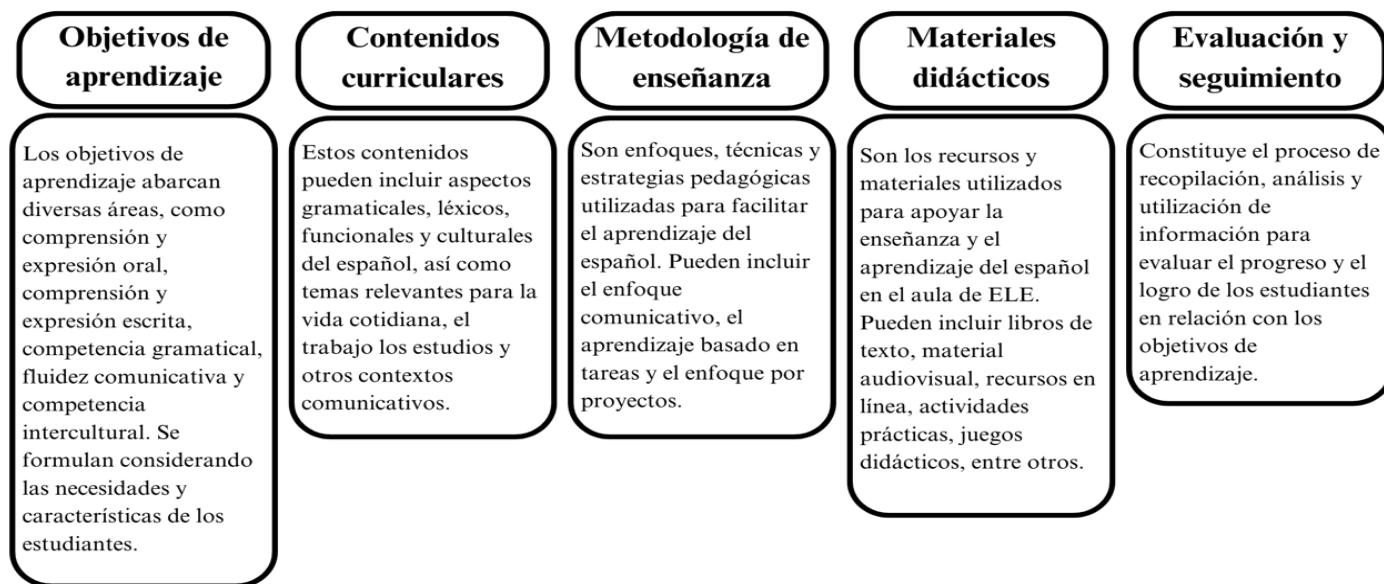 Objetivos de
aprendizaje
Los objetivos de
aprendizaje abarcan
diversas áreas, como
comprensión y
expresión oral,
comprensión y
expresión escrita,
competencia gramatical,
fluidez comunicativa y
competencia
intercultural. Se
formulan considerando
las necesidades y
características de los
estudiantes.
Contenidos
curriculares
Estos contenidos
pueden incluir aspectos
gramaticales, léxicos,
funcionales y culturales
del español, así como
temas relevantes para la
vida cotidiana, el
trabajo los estudios y
otros contextos
comunicativos.
Metodología de
enseñanza
Son enfoques, técnicas y
estrategias pedagógicas
utilizadas para facilitar
el aprendizaje del
español. Pueden incluir
el enfoque
comunicativo, el
aprendizaje basado en
tareas y el enfoque por
proyectos.
Materiales
didácticos
Son los recursos y
materiales utilizados
para apoyar la
enseñanza y el
aprendizaje del español
en el aula de ELE.
Pueden incluir libros de
texto, material
audiovisual, recursos en
línea, actividades
prácticas, juegos
didácticos, entre otros.
Evaluación y
seguimiento
Constituye el proceso de
recopilación, análisis y
utilización de
información para
evaluar el progreso y el
logro de los estudiantes
en relación con los
objetivos de
aprendizaje.